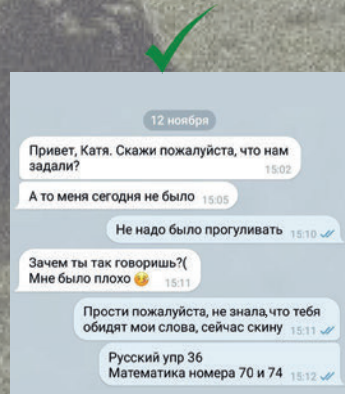 12 ноября
Привет, Катя. Скажи пожалуйста, что нам
задали?
15:02
А то меня сегодня не было 15:05
Не надо было прогуливать 15:10
Зачем ты так говоришь?(
Мне было плохо 15:11
Прости пожалуйста, не знала, что тебя
обидят мои слова, сейчас скину 15:11
Русский упр 36
Математика номера 70 и 74 15:12